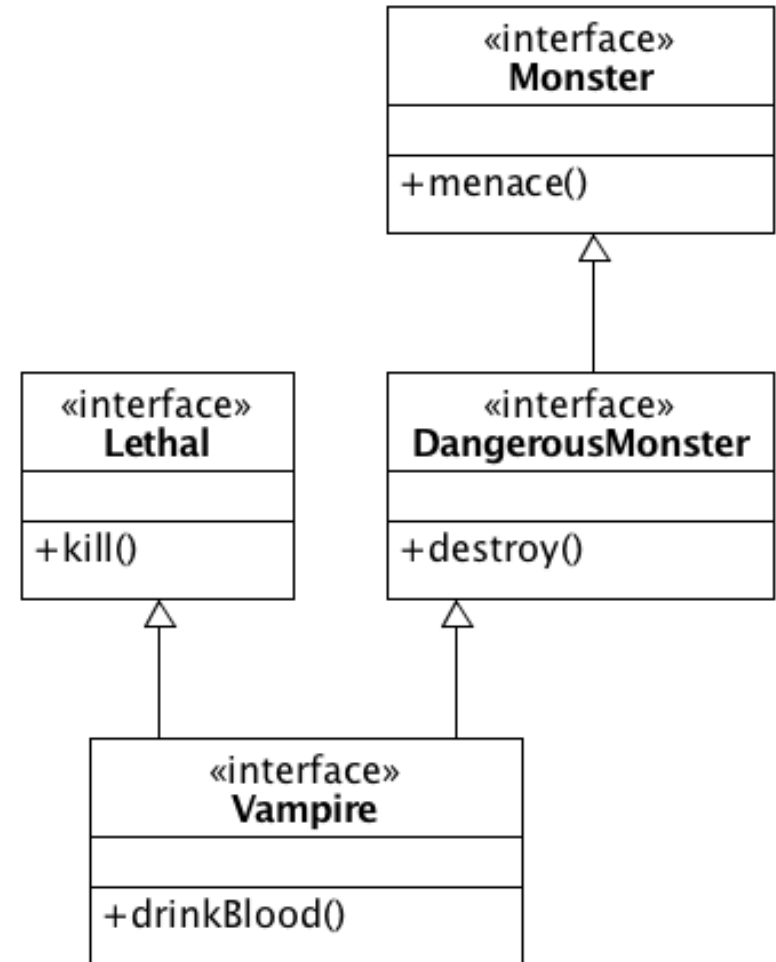 «interface»
Monster
+menace()
«interface»
Lethal
+kill()
«interface»
DangerousMonster
+destroy()
«interface»
Vampire
+drinkBlood()